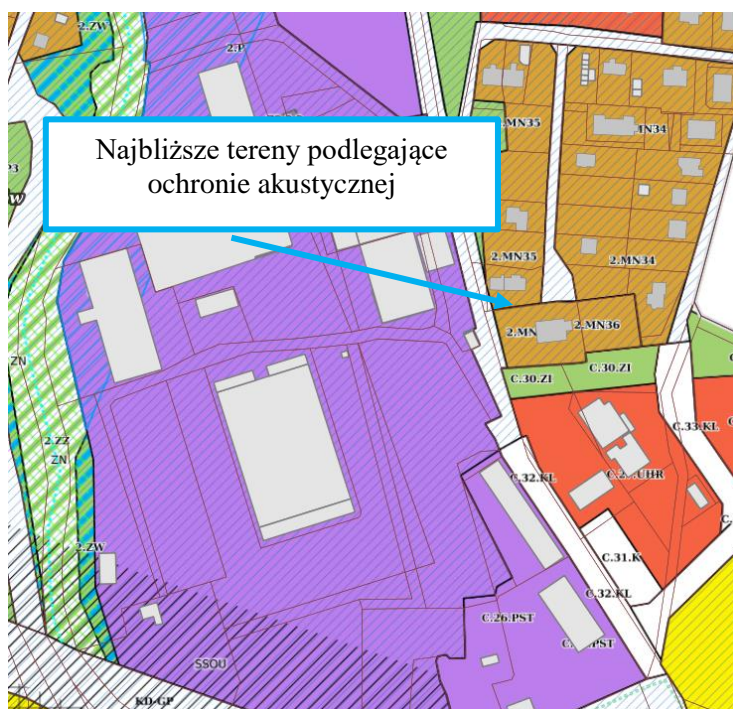 2.ZW
2.P
2.MN35
MN34
P3
w
Najbliższe tereny podlegające
ochronie akustycznej
2.MN35
2.MN34
2.MN
2.MN36
ZN
C.30.ZI
C.30.ZI
C.33.KL
2.ZZ
ZN
C.32.KL
UHR
2.ZW
C.31.K
C.32.KL
C.26.PST
PST
SSOU
KD-GP